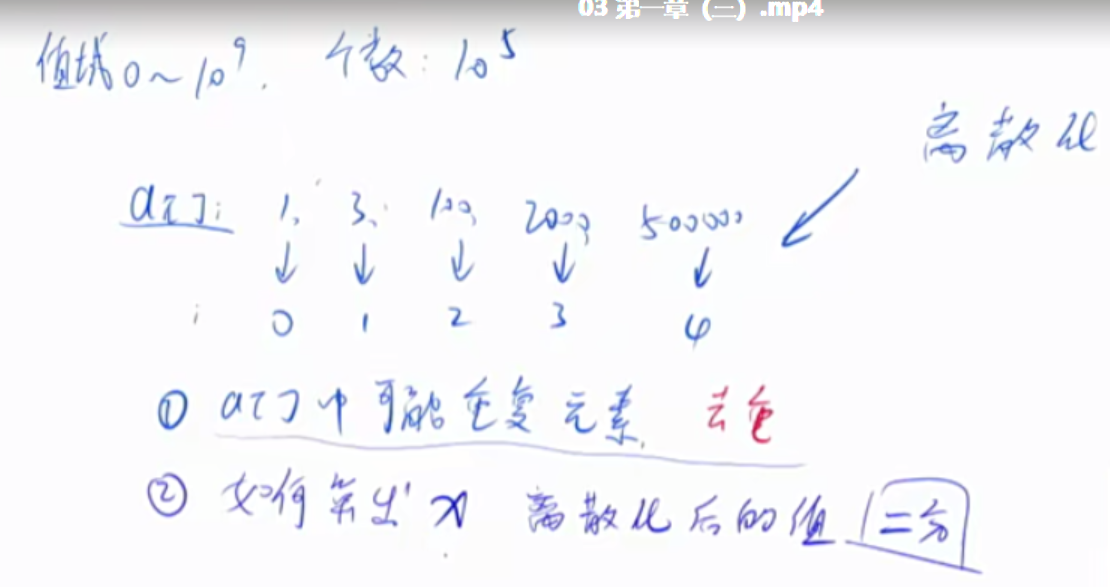 03 第一章（二）.mp4
值域0~10^9. 个数: 10^5
离散化
a[]: 1, 3, 100, 2000, 500000
↓ ↓ ↓ ↓ ↓
i 0 1 2 3 4
① a[]中可能重复元素. 去重
② 如何算出x 离散化后的值 二分